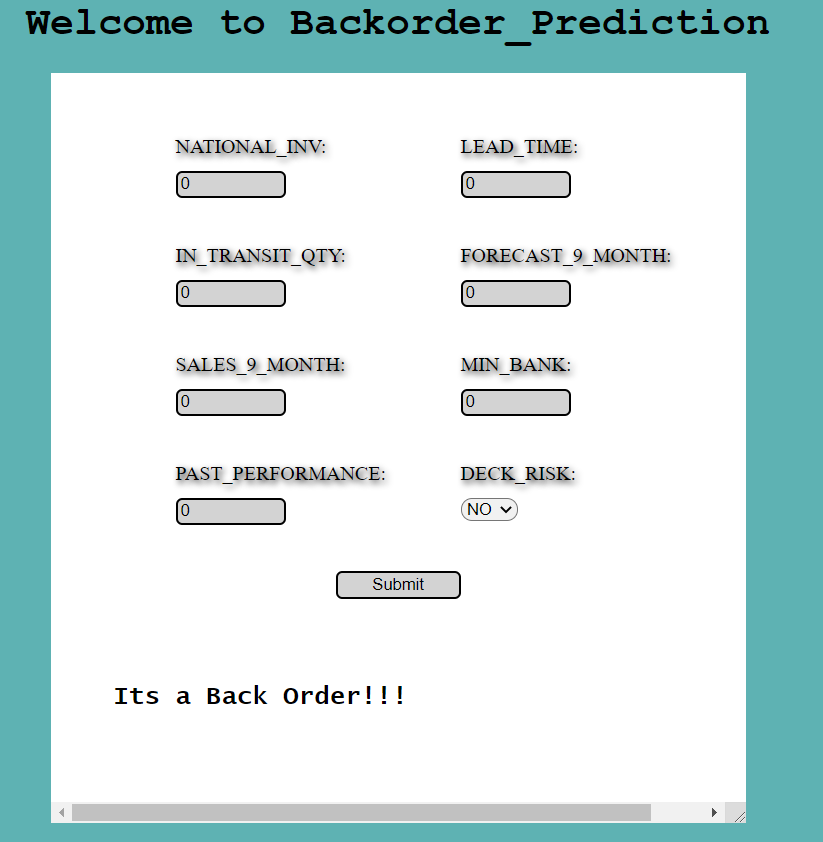 Welcome to Backorder_Prediction
NATIONAL_INV: LEAD_TIME:
0 0
IN_TRANSIT_QTY: FORECAST_9_MONTH:
0 0
SALES_9_MONTH: MIN_BANK:
0 0
PAST_PERFORMANCE: DECK_RISK:
0 NO
Submit
Its a Back Order!!!